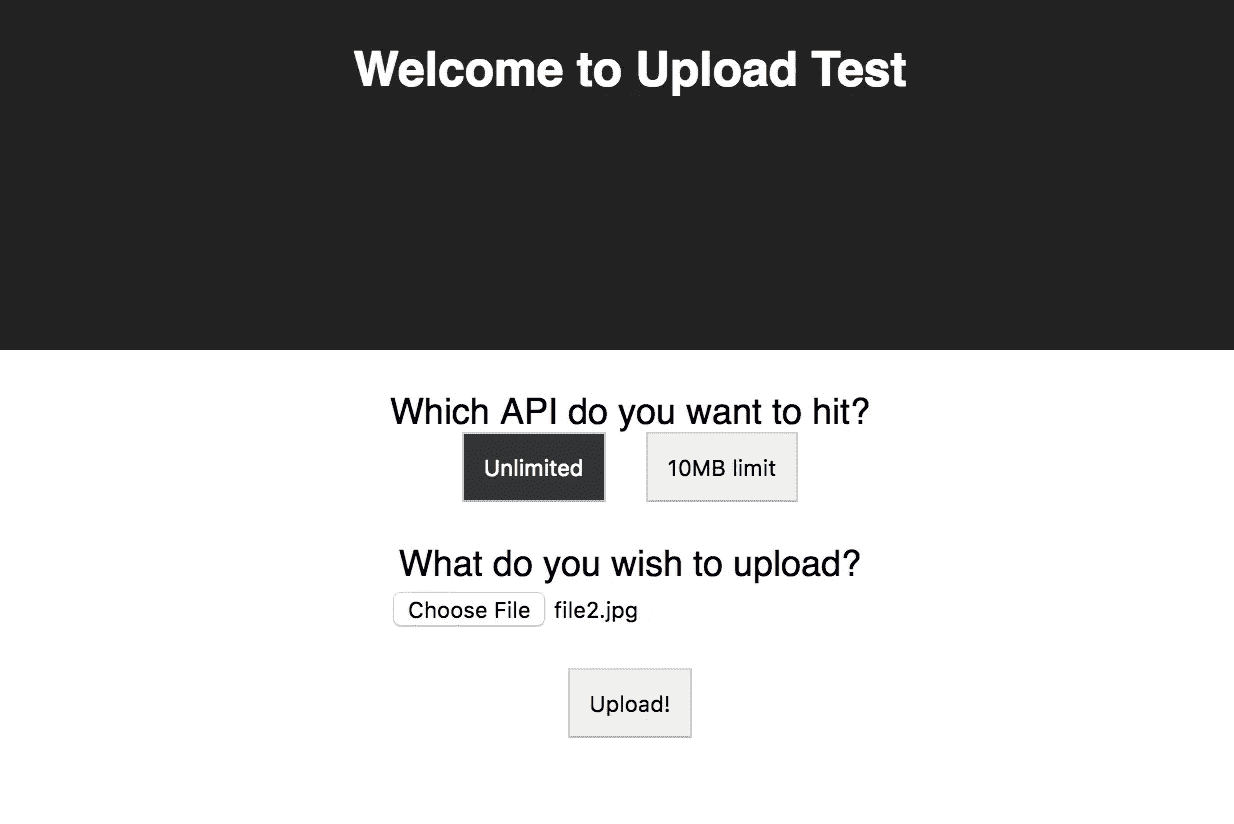 Welcome to Upload Test
Which API do you want to hit?
Unlimited 10MB limit
What do you wish to upload?
Choose File file2.jpg
Upload!